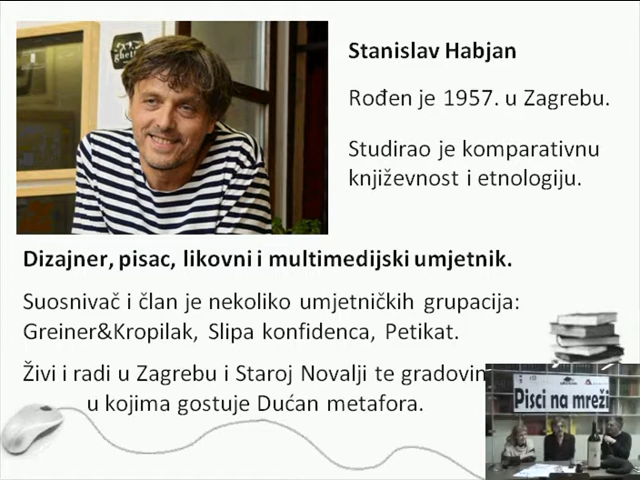 ghetto
Stanislav Habjan
Rođen je 1957. u Zagrebu.
Studirao je komparativnu
književnost i etnologiju.
Dizajner, pisac, likovni i multimedijski umjetnik.
Suosnivač i član je nekoliko umjetničkih grupacija:
Greiner&Kropilak, Slipa konfidenca, Petikat.
Živi i radi u Zagrebu i Staroj Novalji te gradovin
u kojima gostuje Dućan metafora.
Pisci na mreži